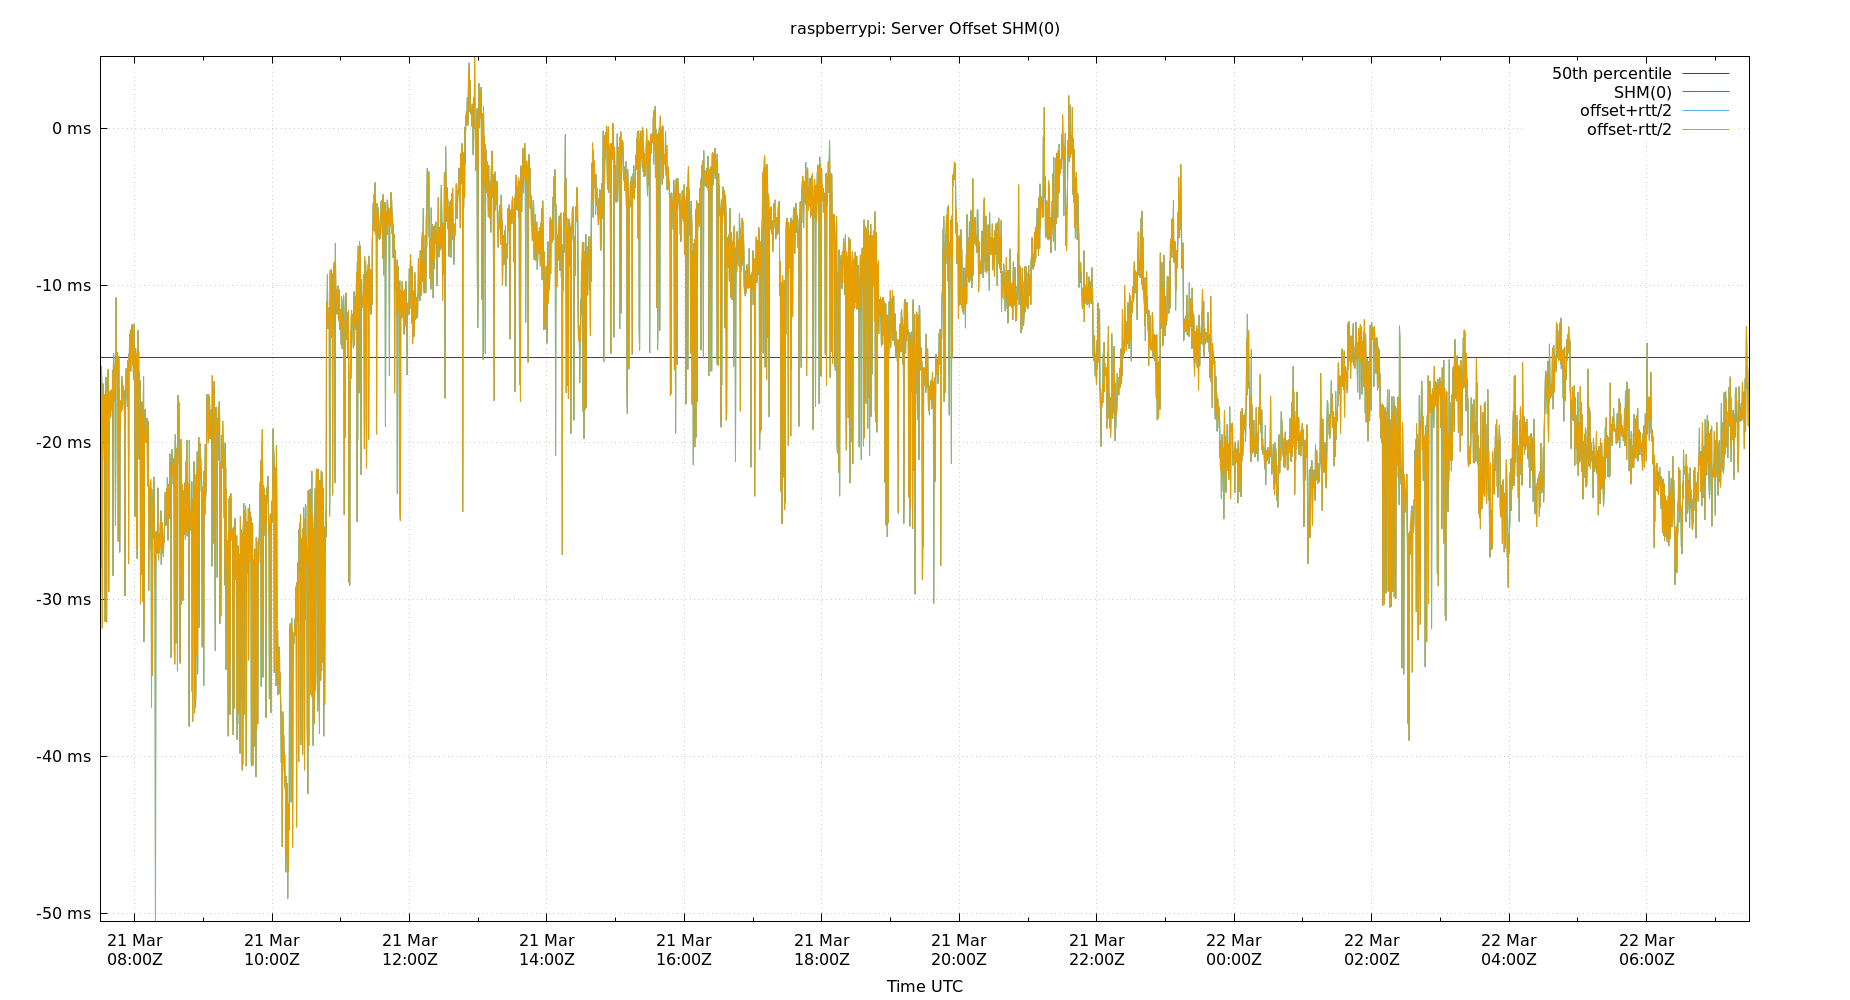 raspberrypi: Server Offset SHM(0)
50th percentile
SHM(0)
offset+rtt/2
offset-rtt/2
0 ms
-10 ms
-20 ms
-30 ms
-40 ms
-50 ms
21 Mar 21 Mar 21 Mar 21 Mar 21 Mar 21 Mar 21 Mar 21 Mar 22 Mar 22 Mar 22 Mar 22 Mar
08:00Z 10:00Z 12:00Z 14:00Z 16:00Z 18:00Z 20:00Z 22:00Z 00:00Z 02:00Z 04:00Z 06:00Z
Time UTC